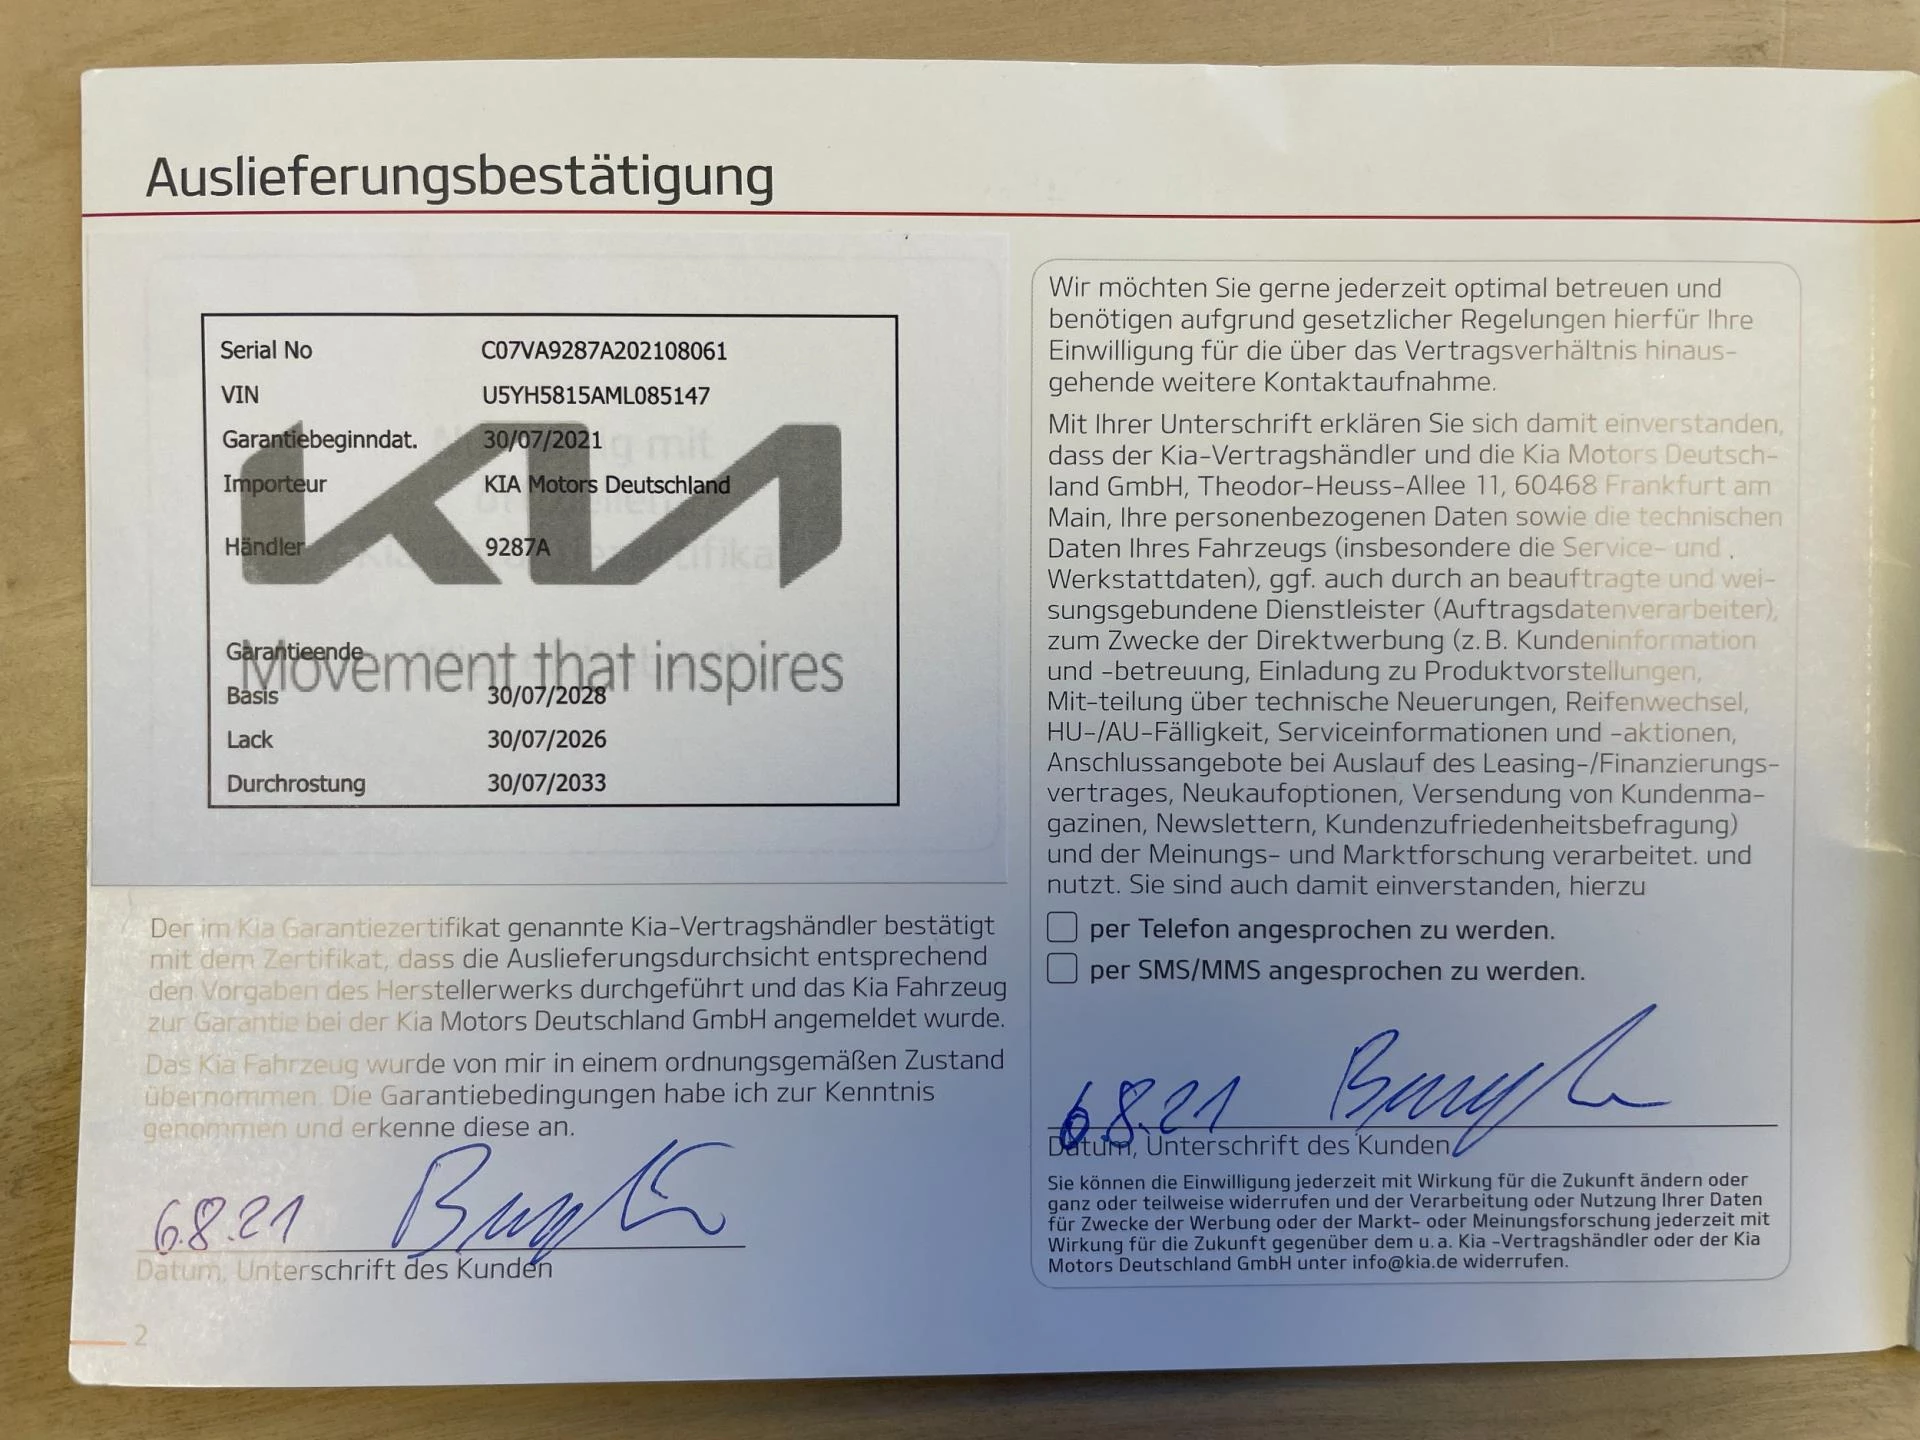 Auslieferungsbestätigung
Serial No C07VA9287A202108061
VIN U5YH5815AML085147
Garantiebeginndat. 30/07/2021
Importeur KIA Motors Deutschland
Händler 9287A
KIA
Movement that inspires
Garantieende
Basis 30/07/2028
Lack 30/07/2026
Durchrostung 30/07/2033
Der im Kia Garantiezertifikat genannte Kia-Vertragshändler bestätigt
mit dem Zertifikat, dass die Auslieferungsdurchsicht entsprechend
den Vorgaben des Herstellerwerks durchgeführt und das Kia Fahrzeug
zur Garantie bei der Kia Motors Deutschland GmbH angemeldet wurde.
Das Kia Fahrzeug wurde von mir in einem ordnungsgemäßen Zustand
übernommen. Die Garantiebedingungen habe ich zur Kenntnis
genommen und erkenne diese an.
6.8.21
Datum, Unterschrift des Kunden
2
Wir möchten Sie gerne jederzeit optimal betreuen und
benötigen aufgrund gesetzlicher Regelungen hierfür Ihre
Einwilligung für die über das Vertragsverhältnis hinaus-
gehende weitere Kontaktaufnahme.
Mit Ihrer Unterschrift erklären Sie sich damit einverstanden,
dass der Kia-Vertragshändler und die Kia Motors Deutsch-
land GmbH, Theodor-Heuss-Allee 11, 60468 Frankfurt am
Main, Ihre personenbezogenen Daten sowie die technischen
Daten Ihres Fahrzeugs (insbesondere die Service- und
Werkstattdaten), ggf. auch durch an beauftragte und wei-
sungsgebundene Dienstleister (Auftragsdatenverarbeiter),
zum Zwecke der Direktwerbung (z. B. Kundeninformation
und -betreuung, Einladung zu Produktvorstellungen,
Mit-teilung über technische Neuerungen, Reifenwechsel,
HU-/AU-Fälligkeit, Serviceinformationen und -aktionen,
Anschlussangebote bei Auslauf des Leasing-/Finanzierungs-
vertrages, Neukaufoptionen, Versendung von Kundenma-
gazinen, Newslettern, Kundenzufriedenheitsbefragung)
und der Meinungs- und Marktforschung verarbeitet. und
nutzt. Sie sind auch damit einverstanden, hierzu
per Telefon angesprochen zu werden.
per SMS/MMS angesprochen zu werden.
6.8.21
Datum, Unterschrift des Kunden
Sie können die Einwilligung jederzeit mit Wirkung für die Zukunft ändern oder
ganz oder teilweise widerrufen und der Verarbeitung oder Nutzung Ihrer Daten
für Zwecke der Werbung oder der Markt- oder Meinungsforschung jederzeit mit
Wirkung für die Zukunft gegenüber dem u. a. Kia -Vertragshändler oder der Kia
Motors Deutschland GmbH unter info@kia.de widerrufen.